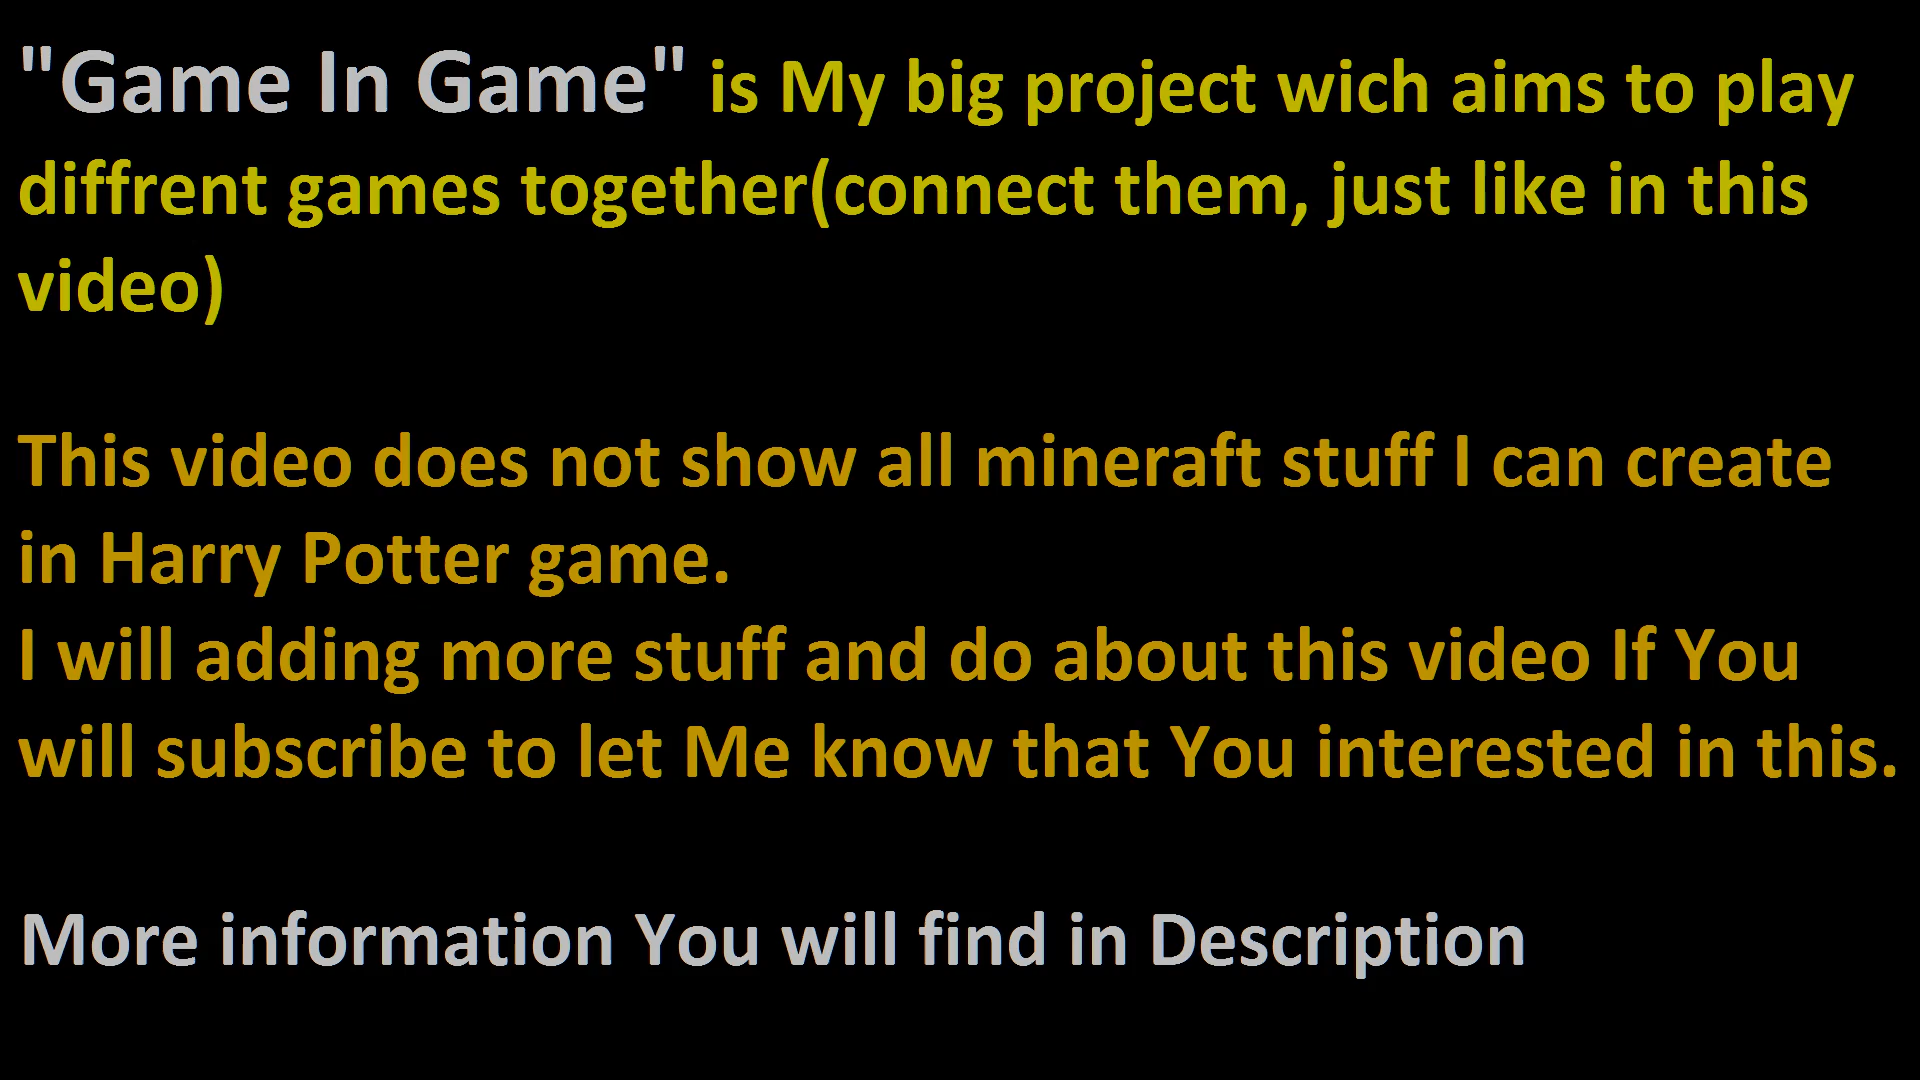 "Game In Game" is My big project wich aims to play
diffrent games together(connect them, just like in this
video)
This video does not show all mineraft stuff I can create
in Harry Potter game.
I will adding more stuff and do about this video If You
will subscribe to let Me know that You interested in this.
More information You will find in Description